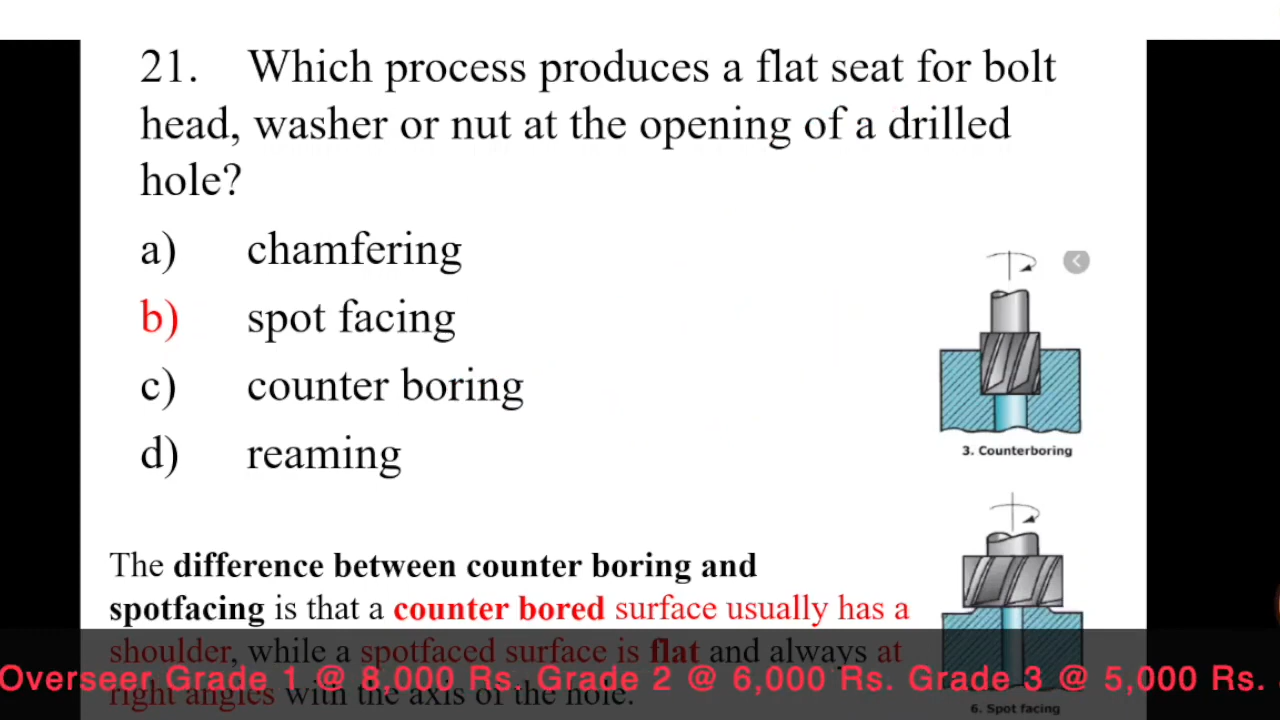 21. Which process produces a flat seat for bolt
head, washer or nut at the opening of a drilled
hole?
a) chamfering
b) spot facing
c) counter boring
d) reaming
3. Counterboring
The difference between counter boring and
spotfacing is that a counter bored surface usually has a
shoulder, while a spotfaced surface is flat and always at
right angles with the axis of the hole.
Overseer Grade 1 @ 8,000 Rs. Grade 2 @ 6,000 Rs. Grade 3 @ 5,000 Rs.
6. Spot facing